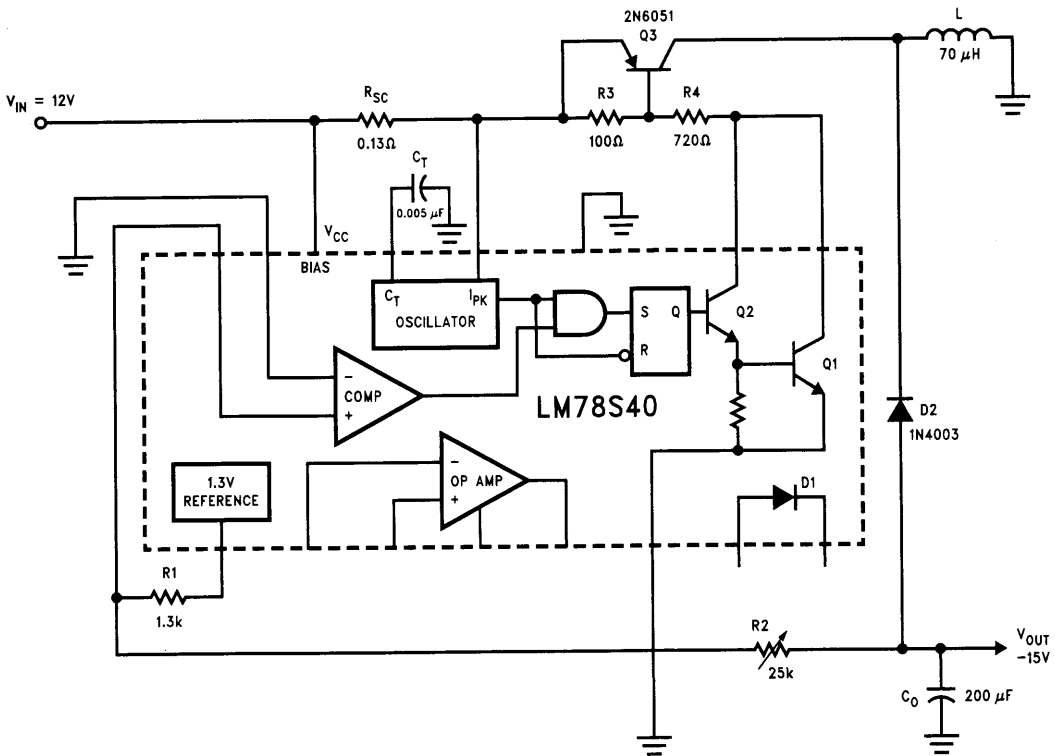 2N6051
Q3
L
70 μH
V_IN = 12V
R_SC
0.13Ω
R3
100Ω
R4
720Ω
C_T
0.005 μF
V_CC
BIAS
C_T
I_PK
OSCILLATOR
S
Q
R
Q2
Q1
-
COMP
+
LM78S40
D2
1N4003
-
OP AMP
+
1.3V
REFERENCE
D1
R1
1.3k
R2
25k
V_OUT
-15V
C_O
200 μF